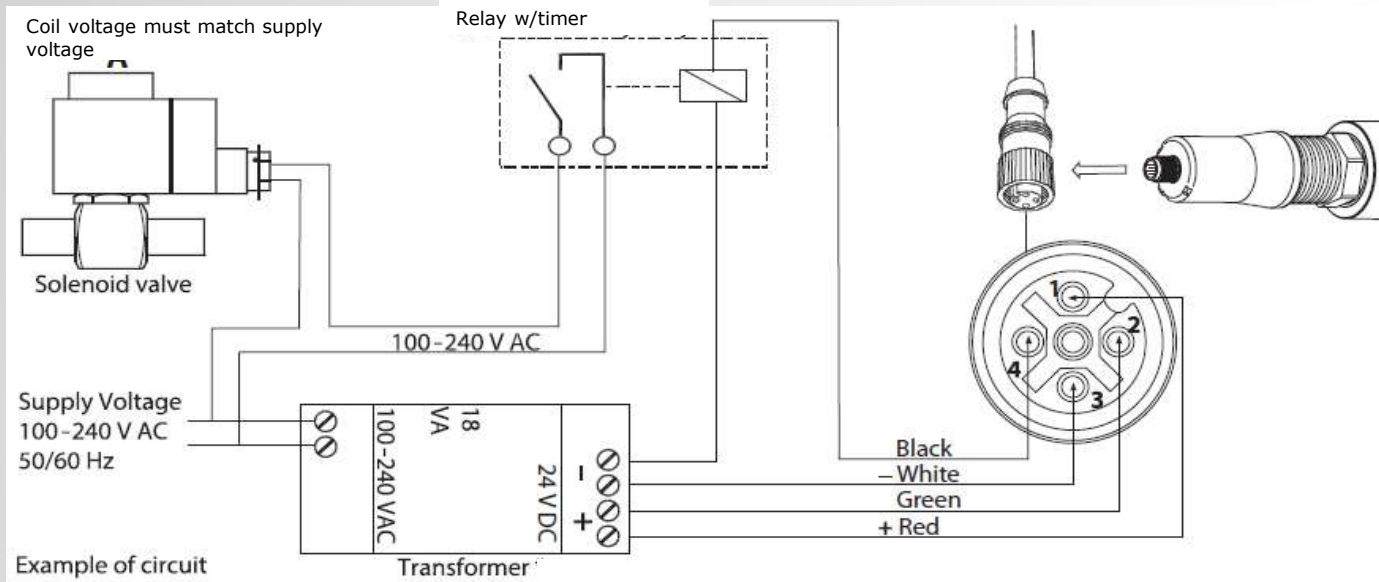 Coil voltage must match supply
voltage
Relay w/timer
Solenoid valve
100-240 V AC
Supply Voltage
100-240 V AC
50/60 Hz
100-240 VAC
18
VA
24 V DC
-
+
Transformer
Example of circuit
1
2
3
4
Black
– White
Green
+ Red